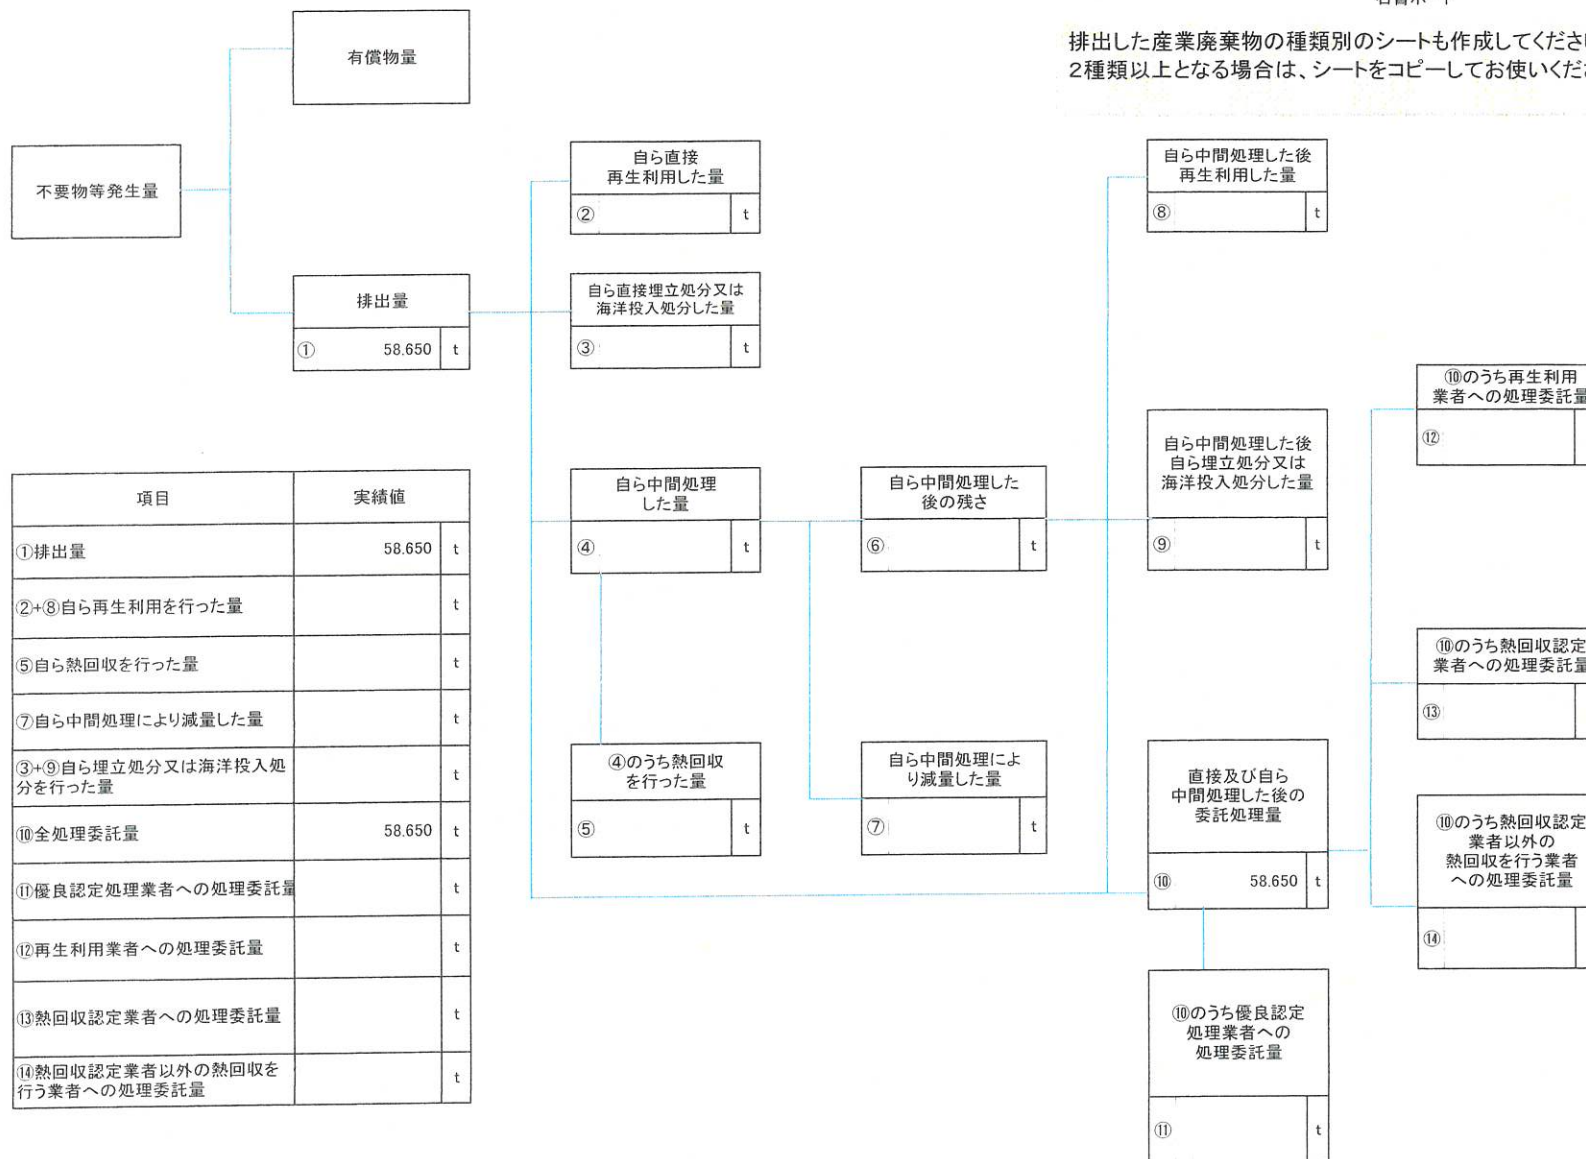 排出した産業廃棄物の種類別のシートも作成してくださ
2種類以上となる場合は、シートをコピーしてお使いくだ
有償物量
不要物等発生量
排出量
① 58.650 t
自ら直接
再生利用した量
② t
自ら直接埋立処分又は
海洋投入処分した量
③ t
自ら中間処理
した量
④ t
④のうち熱回収
を行った量
⑤ t
自ら中間処理した
後の残さ
⑥ t
自ら中間処理によ
り減量した量
⑦ t
自ら中間処理した後
再生利用した量
⑧ t
自ら中間処理した後
自ら埋立処分又は
海洋投入処分した量
⑨ t
直接及び自ら
中間処理した後の
委託処理量
⑩ 58.650 t
⑩のうち優良認定
処理業者への
処理委託量
⑪ t
⑩のうち再生利用
業者への処理委託量
⑫
⑩のうち熱回収認定
業者への処理委託量
⑬
⑩のうち熱回収認定
業者以外の
熱回収を行う業者
への処理委託量
⑭
項目 実績値
①排出量 58.650 t
②+⑧自ら再生利用を行った量 t
⑤自ら熱回収を行った量 t
⑦自ら中間処理により減量した量 t
③+⑨自ら埋立処分又は海洋投入処
分を行った量 t
⑩全処理委託量 58.650 t
⑪優良認定処理業者への処理委託量 t
⑫再生利用業者への処理委託量 t
⑬熱回収認定業者への処理委託量 t
⑭熱回収認定業者以外の熱回収を
行う業者への処理委託量 t